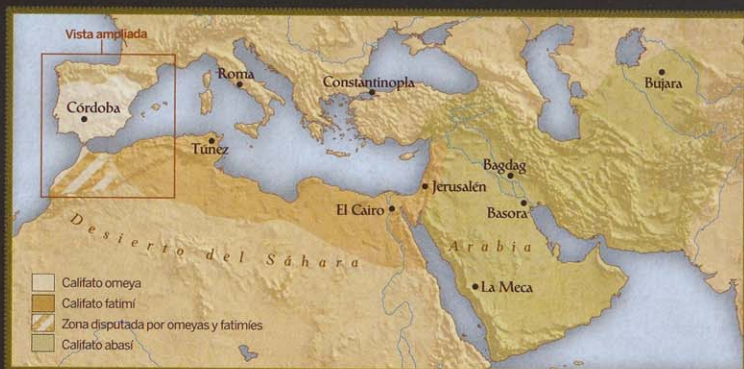 Vista ampliada
Roma
Constantinopla
Bujara
Córdoba
Túnez
Bagdag
Jerusalén
El Cairo
Basora
Desierto del Sáhara
Arabia
La Meca
Califato omeya
Califato fatimí
Zona disputada por omeyas y fatimíes
Califato abasí